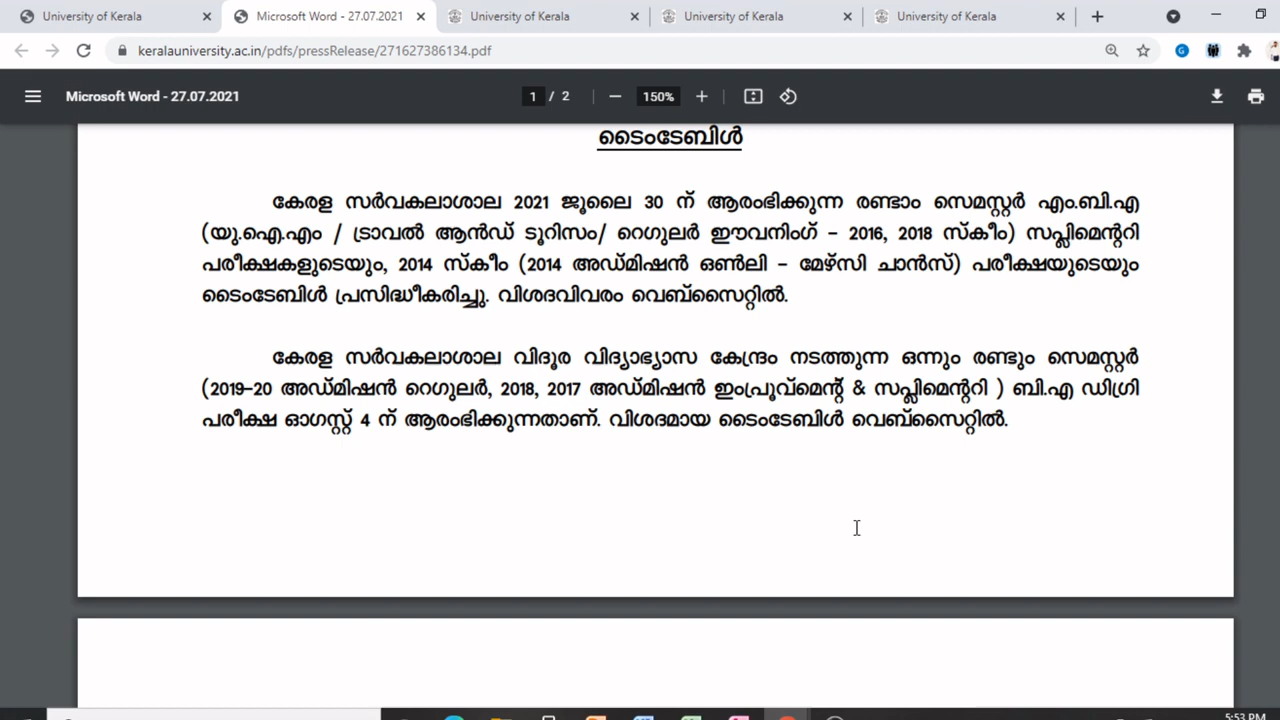 University of Kerala
Microsoft Word - 27.07.2021
University of Kerala
University of Kerala
University of Kerala
keralauniversity.ac.in/pdfs/pressRelease/271627386134.pdf
Microsoft Word - 27.07.2021
1 / 2
150%
ടൈംടേബിൾ
കേരള സർവകലാശാല 2021 ജൂലൈ 30 ന് ആരംഭിക്കുന്ന രണ്ടാം സെമസ്റ്റർ എം.ബി.എ
(യു.ഐ.എം / ട്രാവൽ ആൻഡ് ടൂറിസം/ റെഗുലർ ഈവനിംഗ് – 2016, 2018 സ്കീം) സപ്ലിമെന്ററി
പരീക്ഷകളുടെയും, 2014 സ്കീം (2014 അഡ്മിഷൻ ഒൺലി – മേഴ്സി ചാൻസ്) പരീക്ഷയുടെയും
ടൈംടേബിൾ പ്രസിദ്ധീകരിച്ചു. വിശദവിവരം വെബ്സൈറ്റിൽ.
കേരള സർവകലാശാല വിദൂര വിദ്യാഭ്യാസ കേന്ദ്രം നടത്തുന്ന ഒന്നും രണ്ടും സെമസ്റ്റർ
(2019–20 അഡ്മിഷൻ റെഗുലർ, 2018, 2017 അഡ്മിഷൻ ഇംപ്രൂവ്മെന്റ് & സപ്ലിമെന്ററി ) ബി.എ ഡിഗ്രി
പരീക്ഷ ഓഗസ്റ്റ് 4 ന് ആരംഭിക്കുന്നതാണ്. വിശദമായ ടൈംടേബിൾ വെബ്സൈറ്റിൽ.
5:53 PM